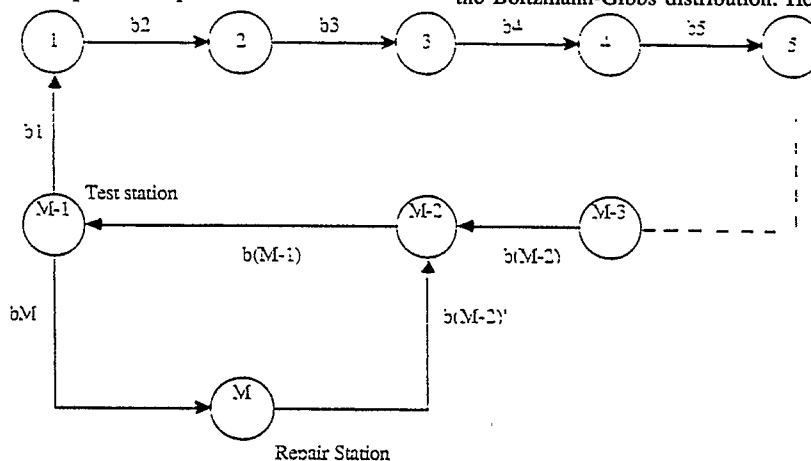 the Boltzmann-Gibbs distribution.
b2
b3
b4
b5
1
2
3
4
5
b1
Test station
M-1
M-2
M-3
b(M-1)
b(M-2)
bM
b(M-2)'
M
Repair Station